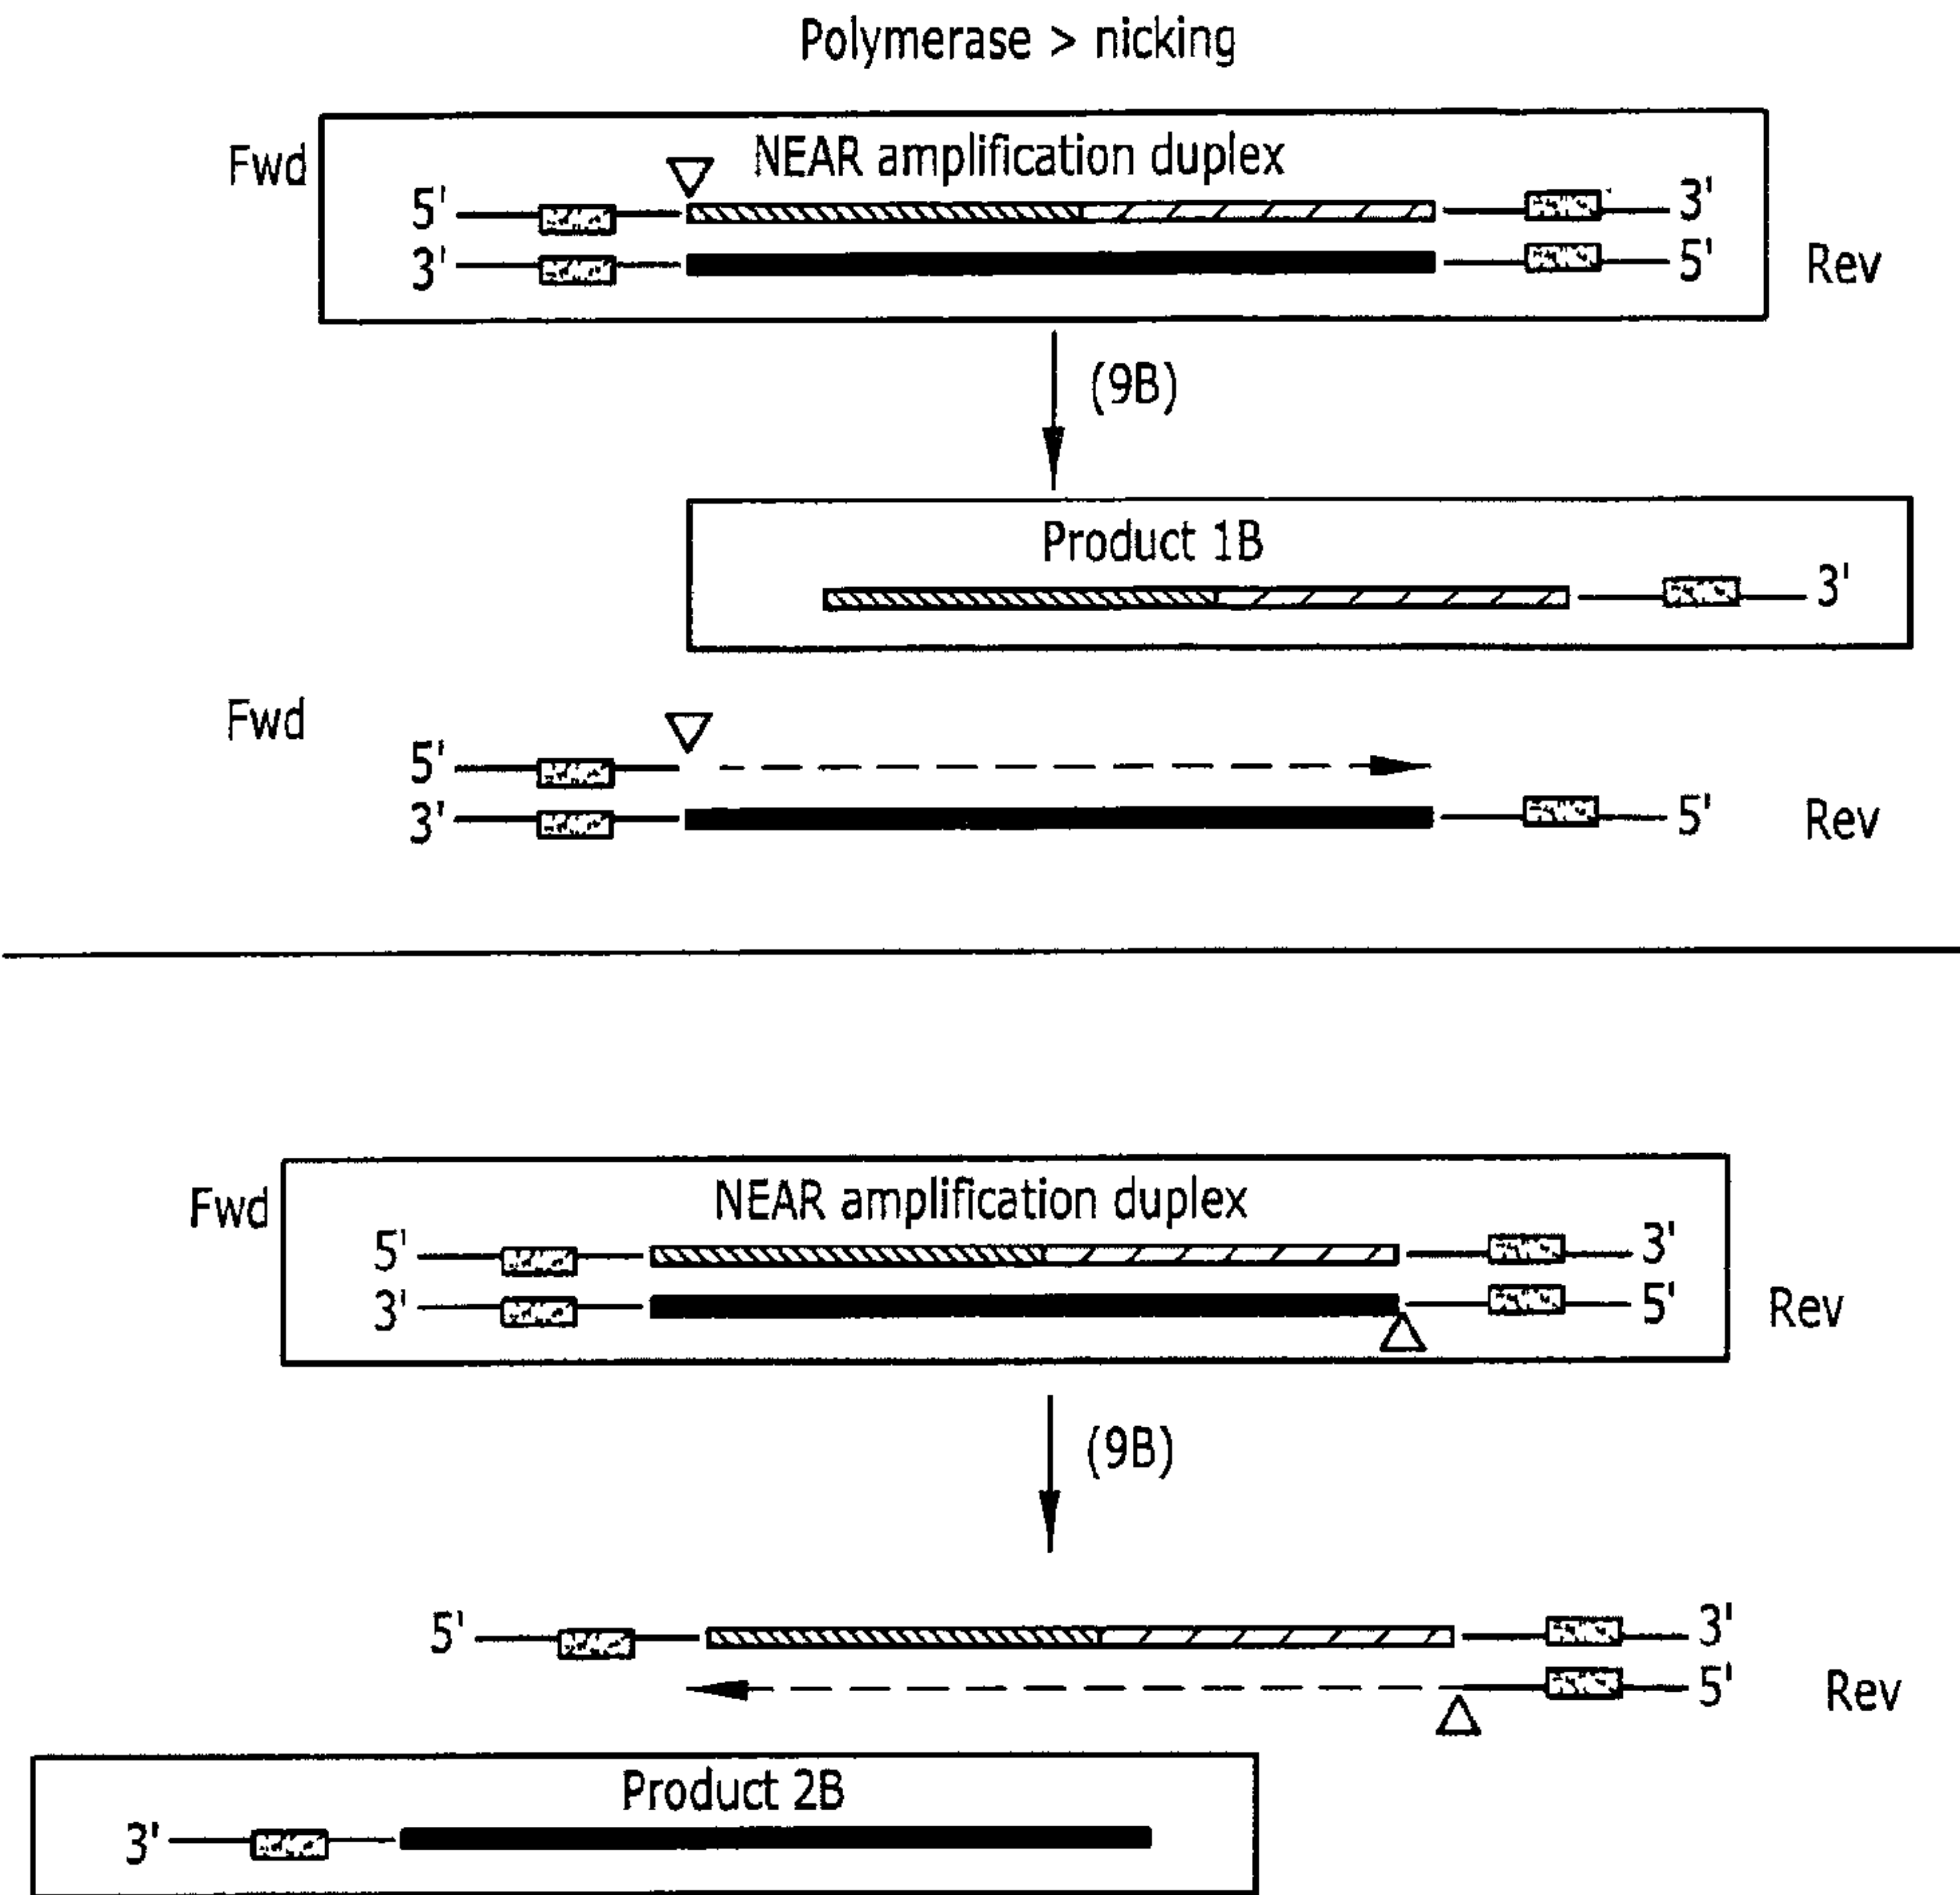 Polymerase > nicking
Fwd
NEAR amplification duplex
5' 3'
3' 5'
Rev
(9B)
Product 1B
3'
Fwd
5'
3' 5'
Rev
Fwd
NEAR amplification duplex
5' 3'
3' 5'
Rev
(9B)
5' 3'
5'
Rev
Product 2B
3'